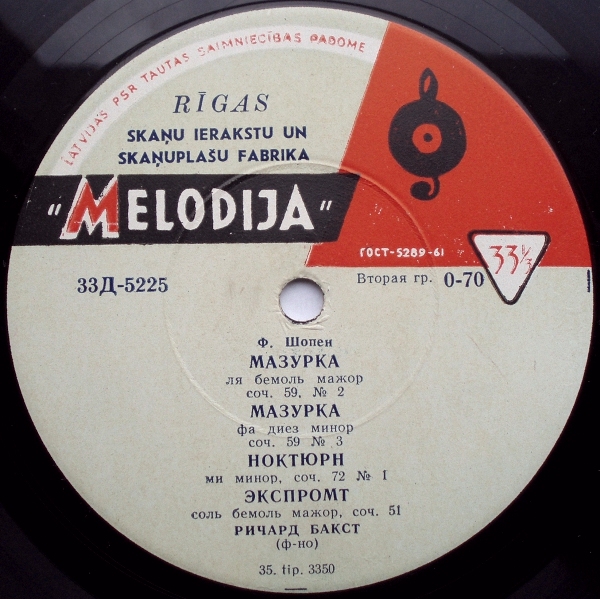 LATVIJAS PSR TAUTAS SAIMNIECĪBAS PADOME
RĪGAS
SKAŅU IERAKSTU UN
SKAŅUPLAŠU FABRIKA
"MELODIJA"
ГОСТ-5289-61
33⅓
33Д-5225
Вторая гр. 0-70
Ф. Шопен
МАЗУРКА
ля бемоль мажор
соч. 59, № 2
МАЗУРКА
фа диез минор
соч. 59 № 3
НОКТЮРН
ми минор, соч. 72 № 1
ЭКСПРОМТ
соль бемоль мажор, соч. 51
РИЧАРД БАКСТ
(ф-но)
35. tip. 3350